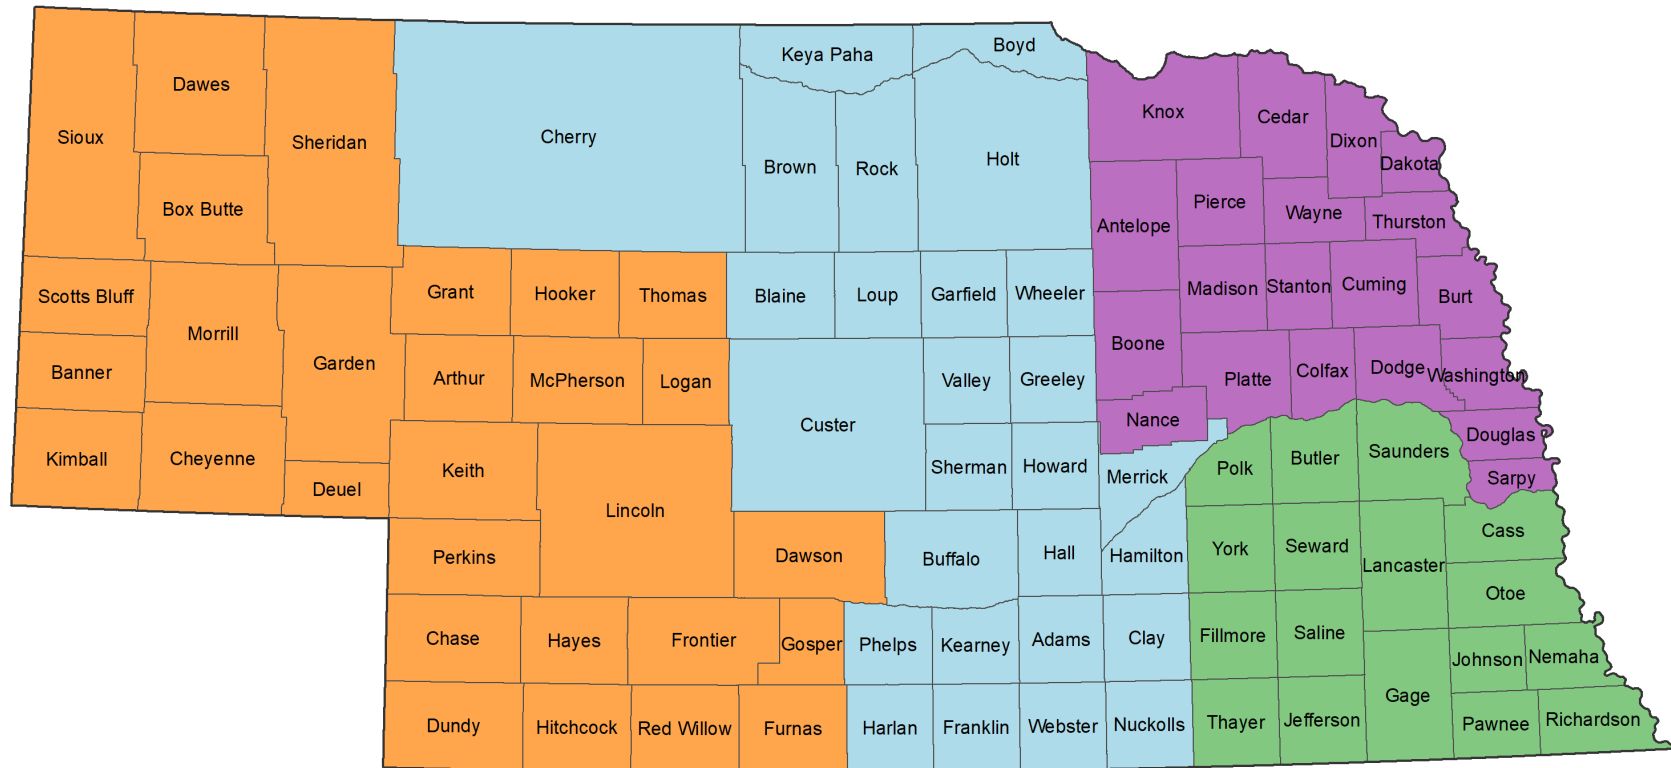 Boyd
Keya Paha
Dawes
Knox
Cedar
Sioux
Sheridan
Cherry
Dixon
Brown
Rock
Holt
Dakota
Box Butte
Pierce
Wayne
Antelope
Thurston
Scotts Bluff
Grant
Hooker
Thomas
Blaine
Loup
Garfield
Wheeler
Madison
Stanton
Cuming
Burt
Morrill
Garden
Boone
Banner
Arthur
McPherson
Logan
Valley
Greeley
Platte
Colfax
Dodge
Washington
Custer
Nance
Douglas
Kimball
Cheyenne
Keith
Sherman
Howard
Merrick
Polk
Butler
Saunders
Sarpy
Deuel
Lincoln
Cass
Perkins
Dawson
Buffalo
Hall
Hamilton
York
Seward
Lancaster
Otoe
Chase
Hayes
Frontier
Gosper
Phelps
Kearney
Adams
Clay
Fillmore
Saline
Johnson
Nemaha
Gage
Dundy
Hitchcock
Red Willow
Furnas
Harlan
Franklin
Webster
Nuckolls
Thayer
Jefferson
Pawnee
Richardson